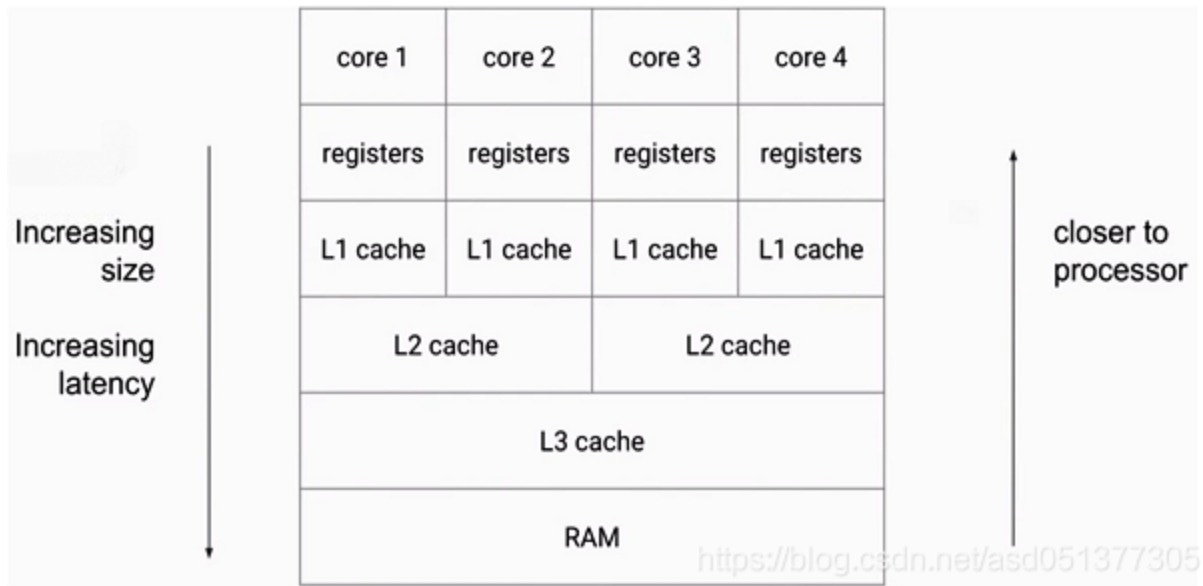 core 1 core 2 core 3 core 4
registers registers registers registers
L1 cache L1 cache L1 cache L1 cache
L2 cache L2 cache
L3 cache
RAM
Increasing
size
Increasing
latency
closer to
processor
https://blog.csdn.net/asd051377305